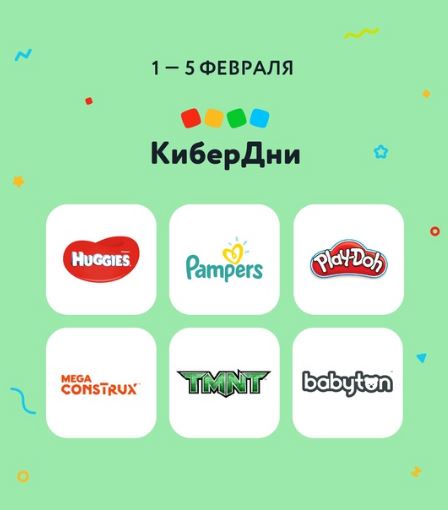 1 — 5 ФЕВРАЛЯ
КиберДни
HUGGIES
Pampers
PLAY-DOH
MEGA
CONSTRUX
TMNT
babyton